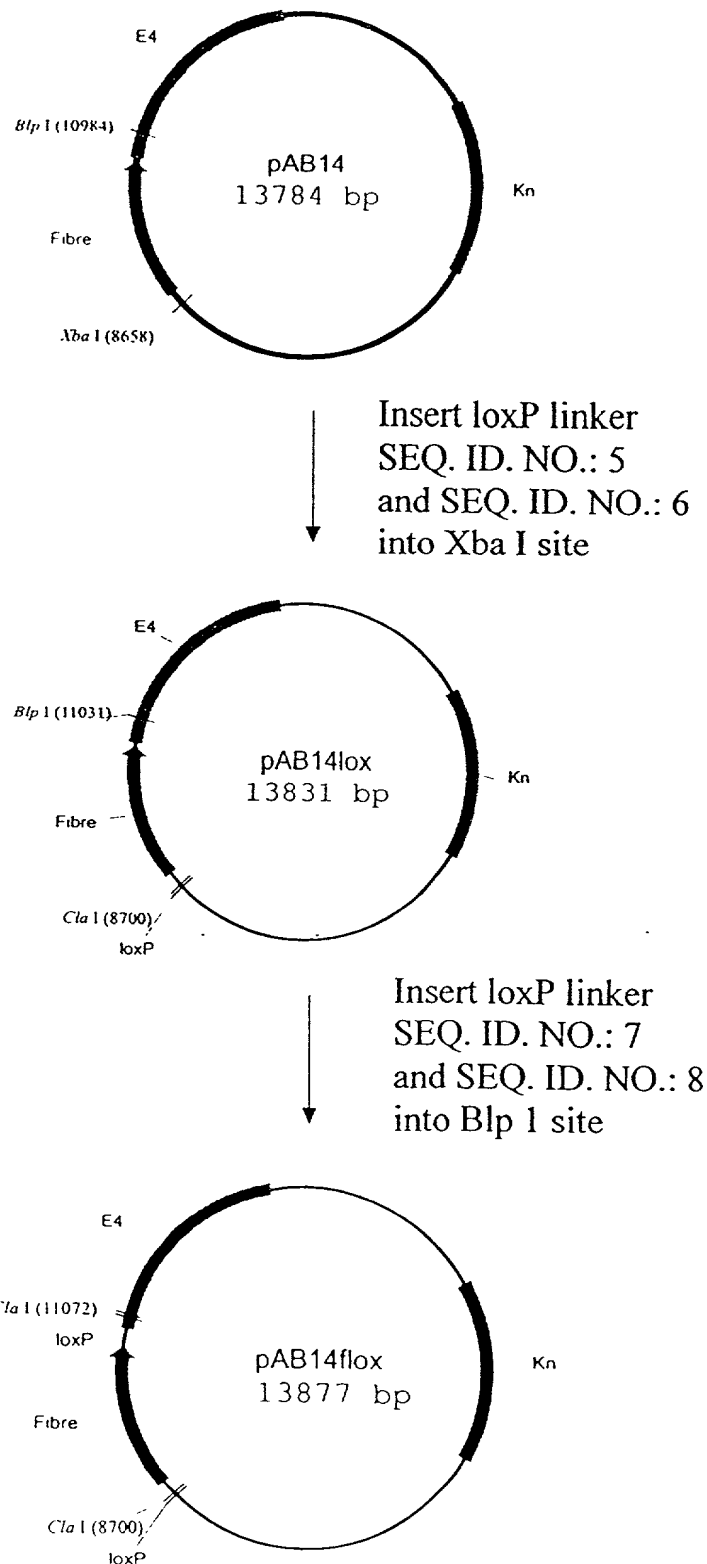 E4
Blp I (10984)
pAB14
13784 bp
Kn
Fibre
Xba I (8658)
Insert loxP linker
SEQ. ID. NO.: 5
and SEQ. ID. NO.: 6
into Xba I site
E4
Blp I (11031)
pAB14lox
13831 bp
Kn
Fibre
Cla I (8700)
loxP
Insert loxP linker
SEQ. ID. NO.: 7
and SEQ. ID. NO.: 8
into Blp 1 site
E4
Cla I (11072)
loxP
pAB14flox
13877 bp
Kn
Fibre
Cla I (8700)
loxP